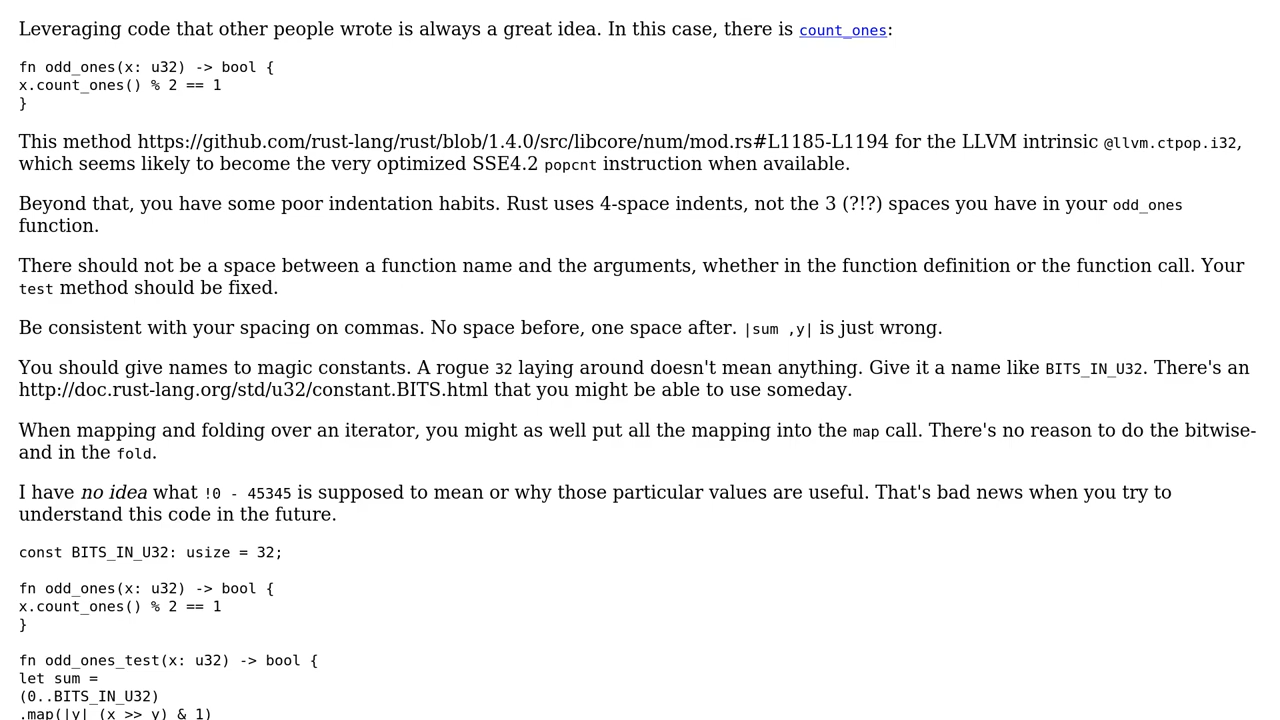 Leveraging code that other people wrote is always a great idea. In this case, there is count_ones:
fn odd_ones(x: u32) -> bool {
x.count_ones() % 2 == 1
}
This method https://github.com/rust-lang/rust/blob/1.4.0/src/libcore/num/mod.rs#L1185-L1194 for the LLVM intrinsic @llvm.ctpop.i32,
which seems likely to become the very optimized SSE4.2 popcnt instruction when available.
Beyond that, you have some poor indentation habits. Rust uses 4-space indents, not the 3 (?!?) spaces you have in your odd_ones
function.
There should not be a space between a function name and the arguments, whether in the function definition or the function call. Your
test method should be fixed.
Be consistent with your spacing on commas. No space before, one space after. |sum ,y| is just wrong.
You should give names to magic constants. A rogue 32 laying around doesn't mean anything. Give it a name like BITS_IN_U32. There's an
http://doc.rust-lang.org/std/u32/constant.BITS.html that you might be able to use someday.
When mapping and folding over an iterator, you might as well put all the mapping into the map call. There's no reason to do the bitwise-
and in the fold.
I have no idea what !0 - 45345 is supposed to mean or why those particular values are useful. That's bad news when you try to
understand this code in the future.
const BITS_IN_U32: usize = 32;
fn odd_ones(x: u32) -> bool {
x.count_ones() % 2 == 1
}
fn odd_ones_test(x: u32) -> bool {
let sum =
(0..BITS_IN_U32)
.map(|y| (x >> y) & 1)